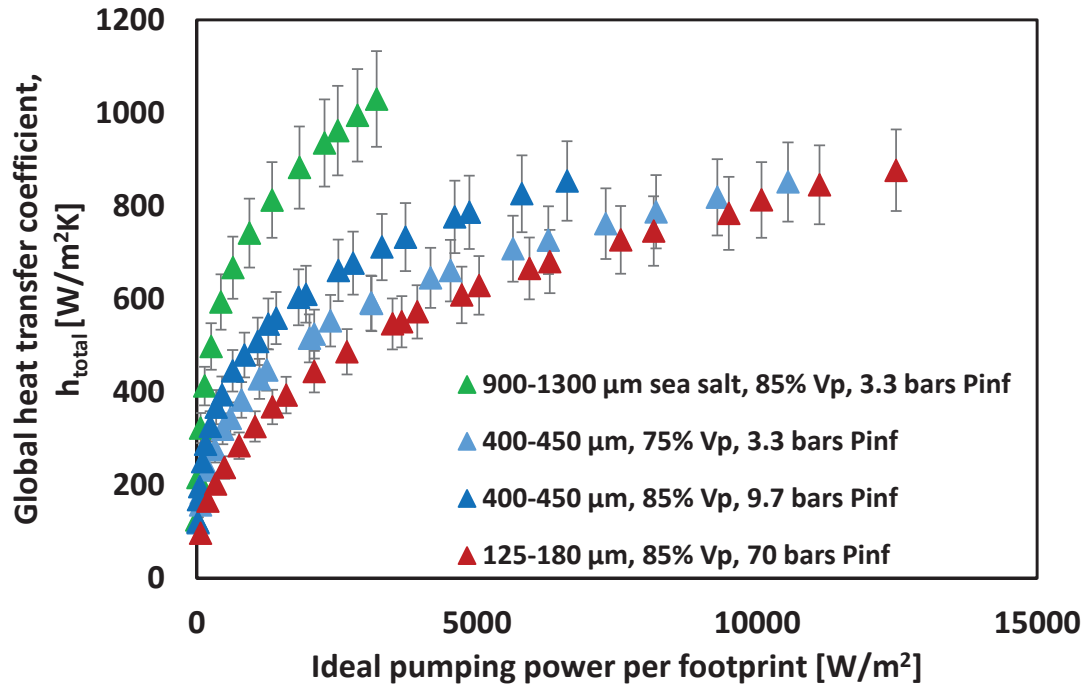 1200
1000
800
600
400
200
0
Global heat transfer coefficient,
h_total [W/m²K]
900-1300 µm sea salt, 85% Vp, 3.3 bars Pinf
400-450 µm, 75% Vp, 3.3 bars Pinf
400-450 µm, 85% Vp, 9.7 bars Pinf
125-180 µm, 85% Vp, 70 bars Pinf
0 5000 10000 15000
Ideal pumping power per footprint [W/m²]